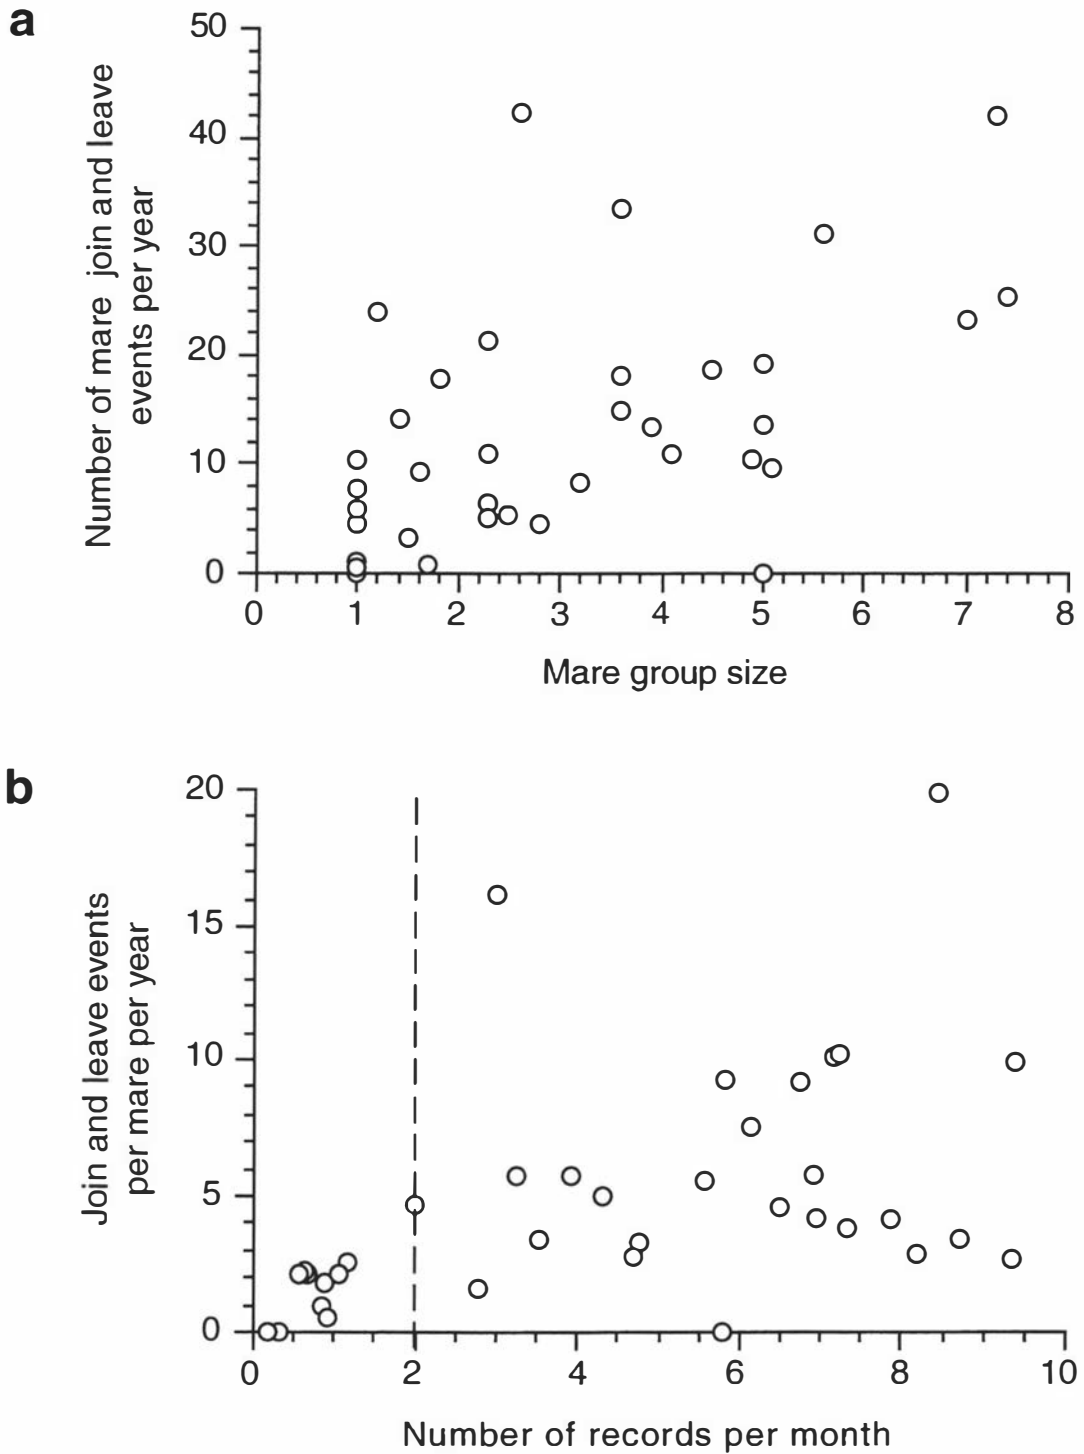 a
50
40
30
20
10
0
0 1 2 3 4 5 6 7 8
Number of mare join and leave
events per year
Mare group size
b
20
15
10
5
0
0 2 4 6 8 10
Join and leave events
per mare per year
Number of records per month